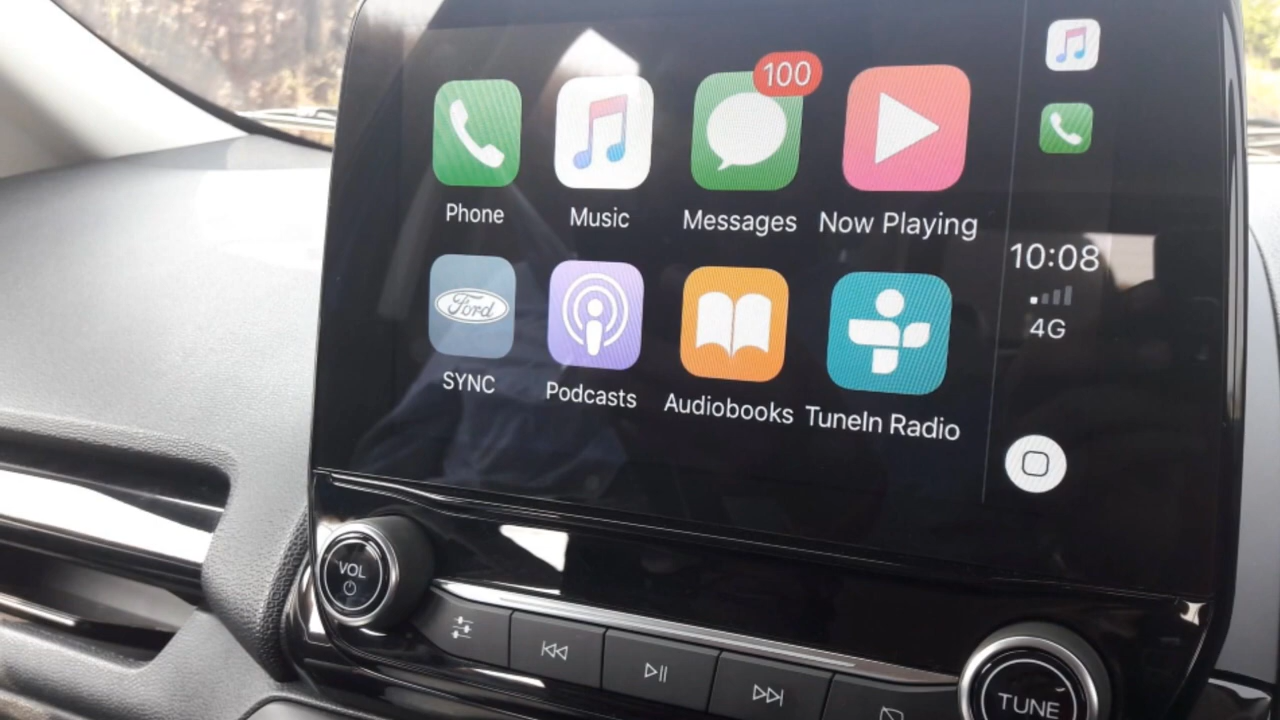 100
Phone
Music
Messages
Now Playing
10:08
4G
Ford
SYNC
Podcasts
Audiobooks
TuneIn Radio
VOL
TUNE